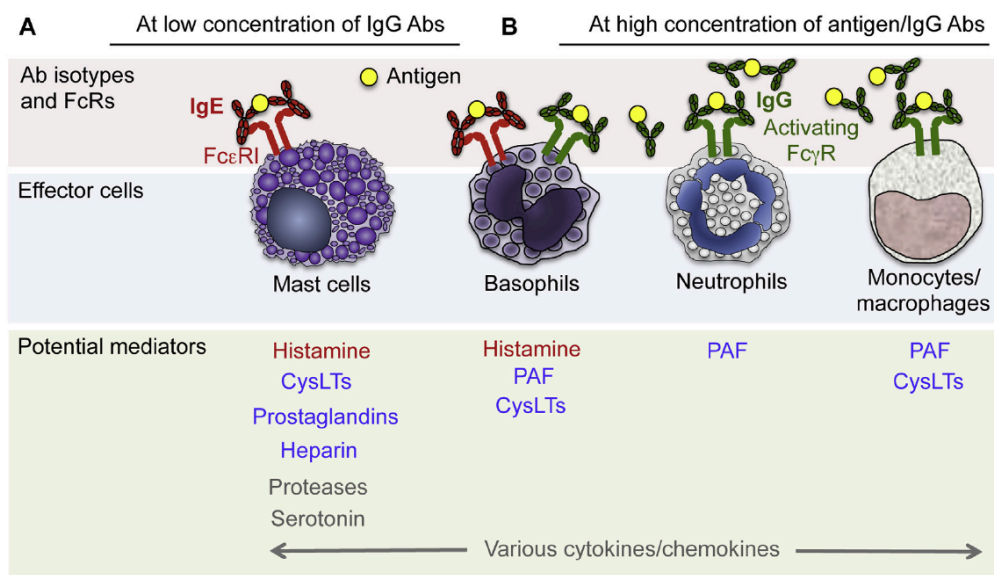 A
At low concentration of IgG Abs
B
At high concentration of antigen/IgG Abs
Ab isotypes
and FcRs
Antigen
IgE
FcεRI
IgG
Activating
FcγR
Effector cells
Mast cells
Basophils
Neutrophils
Monocytes/
macrophages
Potential mediators
Histamine
CysLTs
Prostaglandins
Heparin
Proteases
Serotonin
Histamine
PAF
CysLTs
PAF
PAF
CysLTs
Various cytokines/chemokines